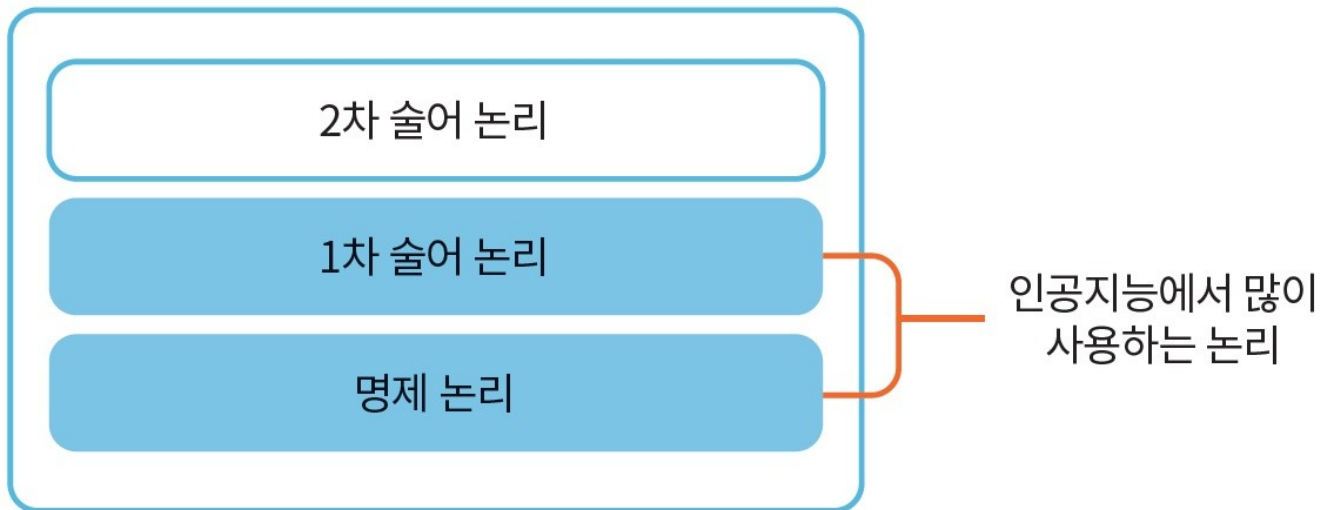 2차 술어 논리
1차 술어 논리
명제 논리
인공지능에서 많이
사용하는 논리